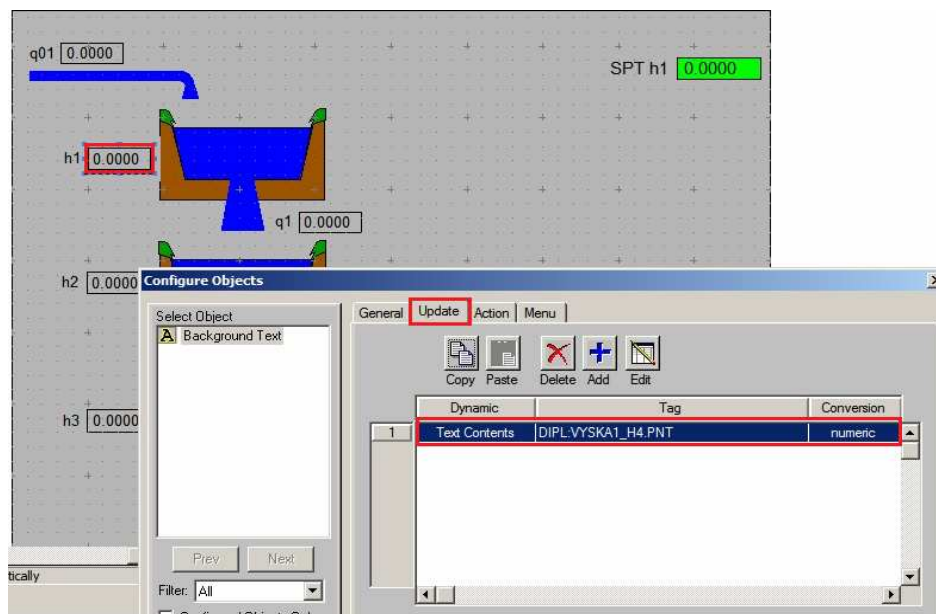 q01 0.0000
SPT h1 0.0000
h1 0.0000
q1 0.0000
h2 0.0000
Configure Objects
Select Object
A Background Text
General Update Action Menu
Copy Paste Delete Add Edit
Dynamic Tag Conversion
1 Text Contents DIPL:VYSKA1_H4.PNT numeric
h3 0.0000
Prev Next
tically
Filter: All